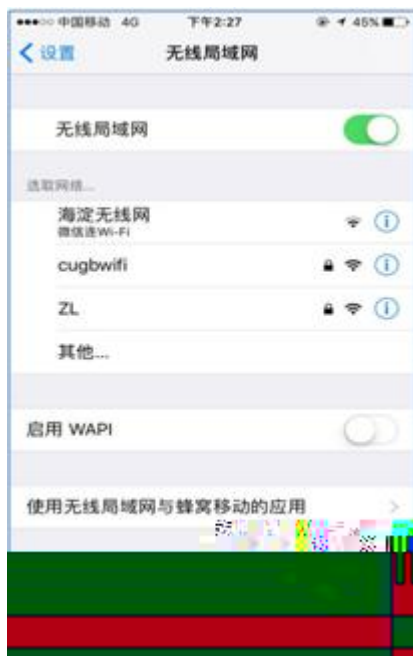 中国移动 4G 下午2:27 45%
设置 无线局域网
无线局域网
选取网络...
海淀无线网
微信连Wi-Fi
cugbwifi
ZL
其他...
启用 WAPI
使用无线局域网与蜂窝移动的应用